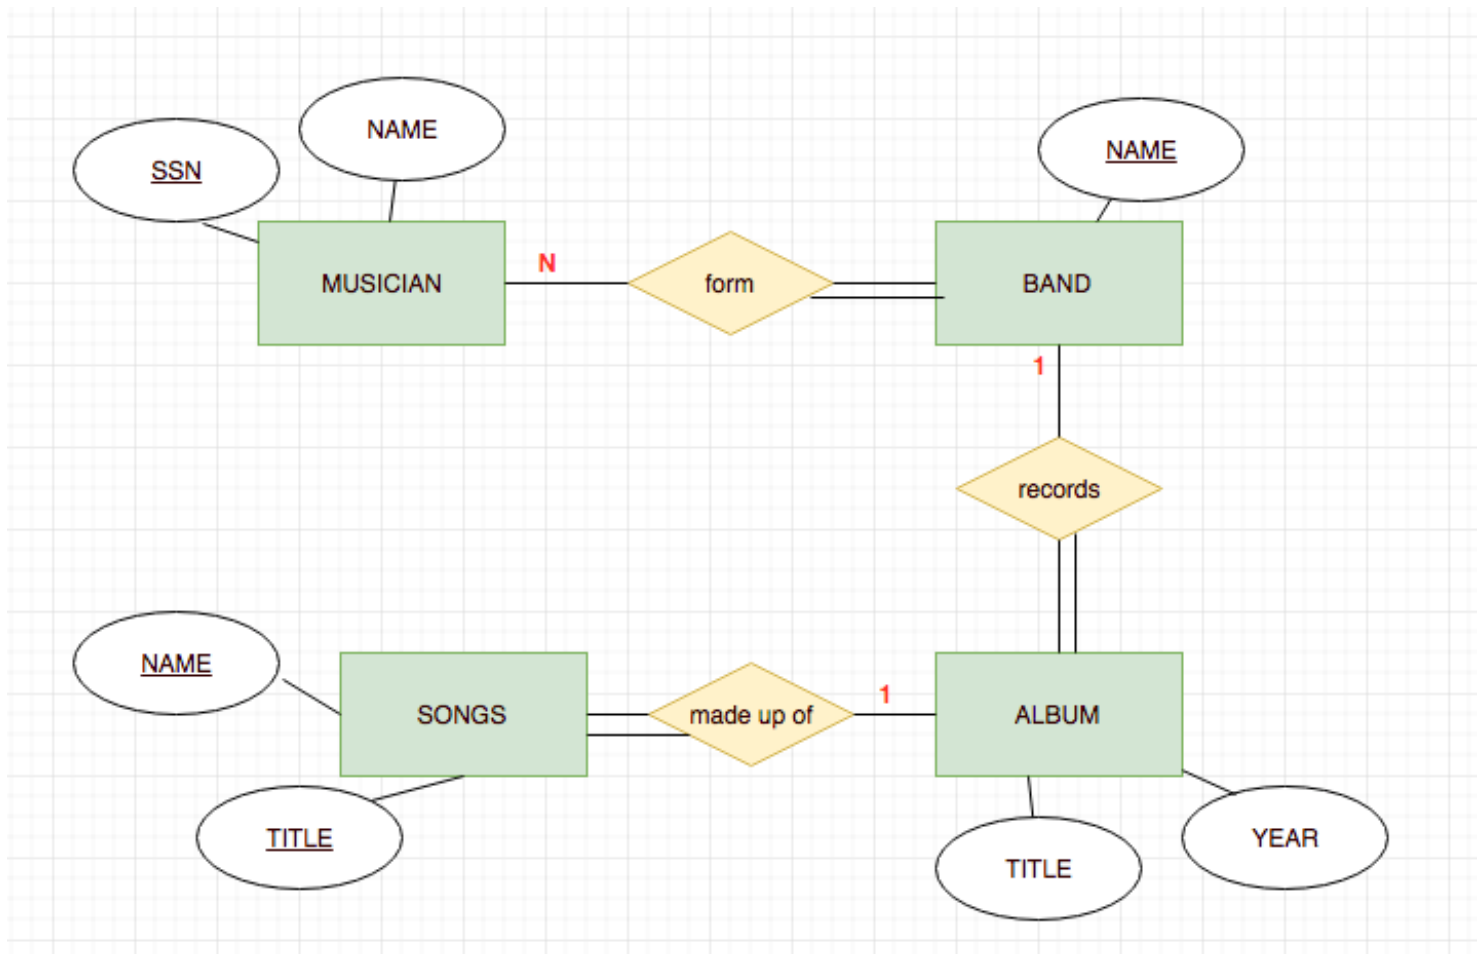 NAME
NAME
SSN
N
MUSICIAN
form
BAND
1
records
NAME
1
SONGS
made up of
ALBUM
TITLE
YEAR
TITLE